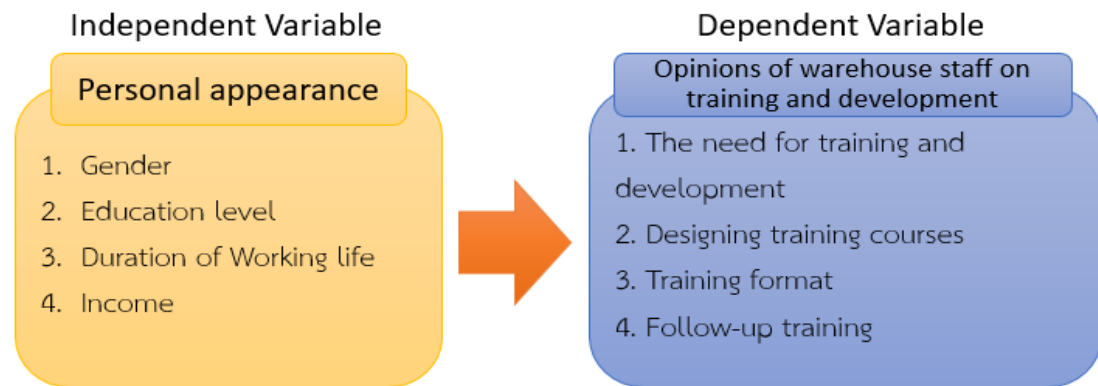 Independent Variable
Personal appearance
1. Gender
2. Education level
3. Duration of Working life
4. Income
Dependent Variable
Opinions of warehouse staff on
training and development
1. The need for training and
development
2. Designing training courses
3. Training format
4. Follow-up training